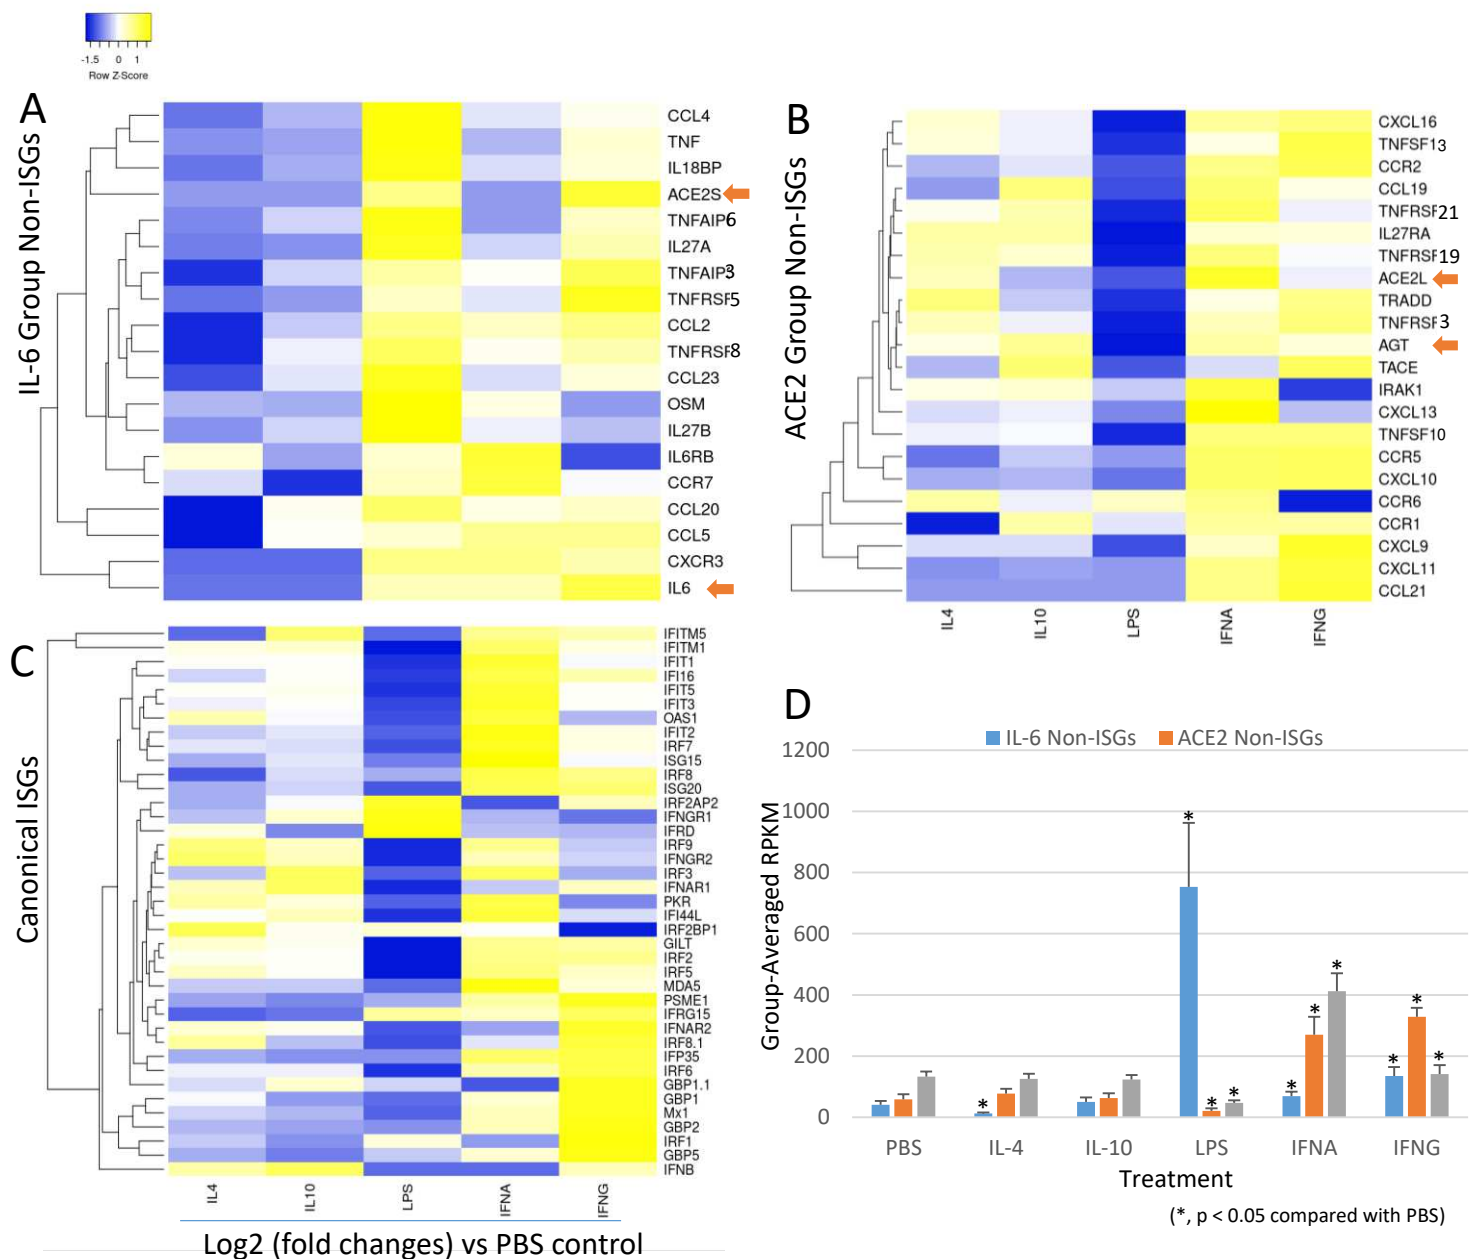 -1.5 0 1
Row Z-Score
A
IL-6 Group Non-ISGs
CCL4
TNF
IL18BP
ACE2S
TNFAIP6
IL27A
TNFAIP3
TNFRSF5
CCL2
TNFRSF8
CCL23
OSM
IL27B
IL6RB
CCR7
CCL20
CCL5
CXCR3
IL6
B
ACE2 Group Non-ISGs
CXCL16
TNFSF13
CCR2
CCL19
TNFRSF21
IL27RA
TNFRSF19
ACE2L
TRADD
TNFRSF3
AGT
TACE
IRAK1
CXCL13
TNFSF10
CCR5
CXCL10
CCR6
CCR1
CXCL9
CXCL11
CCL21
IL4 IL10 LPS IFNA IFNG
C
Canonical ISGs
IFITM5
IFITM1
IFIT1
IFI16
IFIT5
IFIT3
OAS1
IFIT2
IRF7
ISG15
IRF8
ISG20
IRF2AP2
IFNGR1
IFRD
IRF9
IFNGR2
IRF3
IFNAR1
PKR
IFI44L
IRF2BP1
GILT
IRF2
IRF5
MDA5
PSME1
IFRG15
IFNAR2
IRF8.1
IFP35
IRF6
GBP1.1
GBP1
Mx1
GBP2
IRF1
GBP5
IFNB
IL4 IL10 LPS IFNA IFNG
Log2 (fold changes) vs PBS control
D
IL-6 Non-ISGs ACE2 Non-ISGs
Group-Averaged RPKM
1200
1000
800
600
400
200
0
* * * * * * * * * *
PBS IL-4 IL-10 LPS IFNA IFNG
Treatment
(*, p < 0.05 compared with PBS)